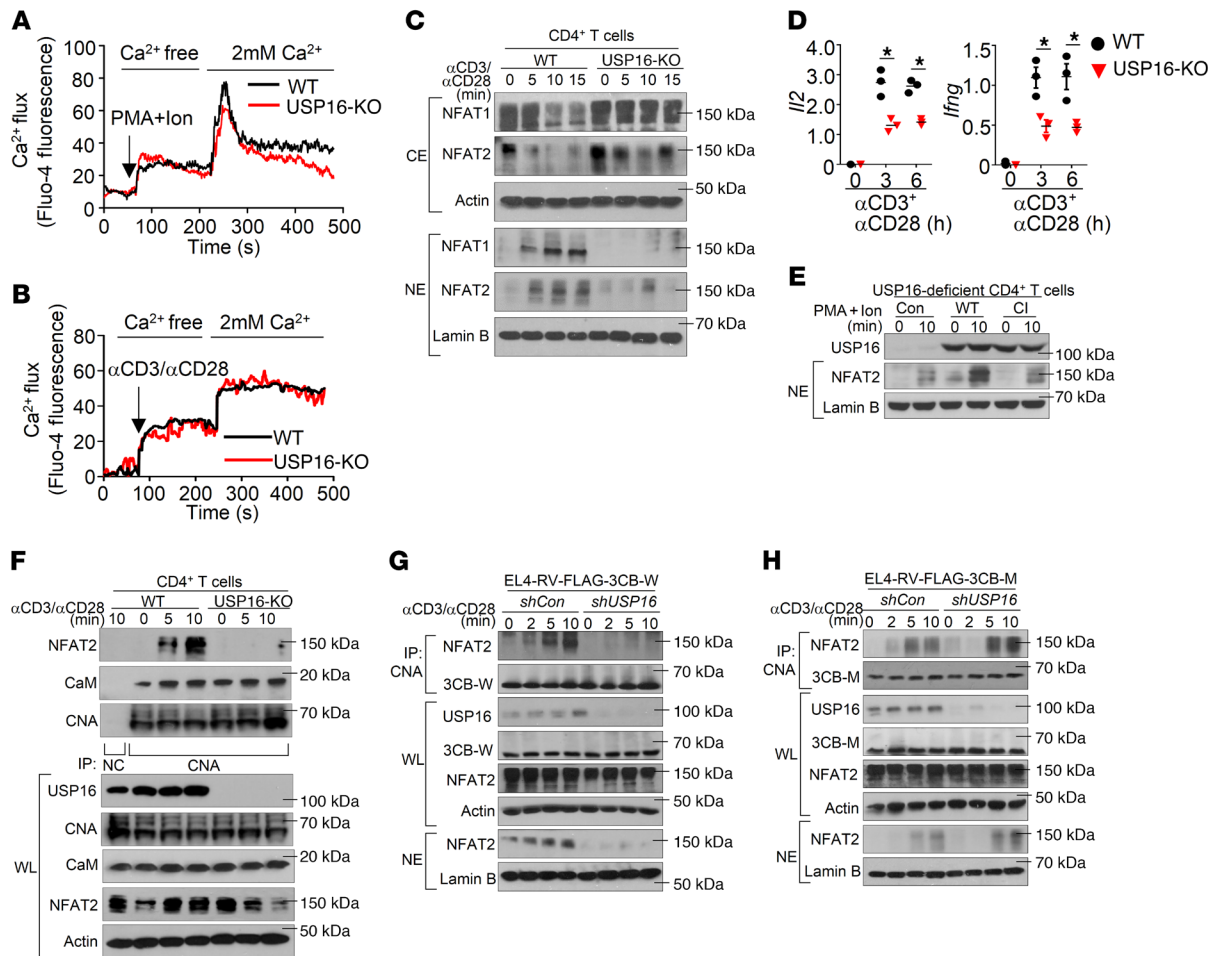 A
Ca²⁺ free
2mM Ca²⁺
Ca²⁺ flux
(Fluo-4 fluorescence)
100
80
60
40
20
0
PMA+Ion
WT
USP16-KO
0 100 200 300 400 500
Time (s)
B
Ca²⁺ free
2mM Ca²⁺
Ca²⁺ flux
(Fluo-4 fluorescence)
80
60
40
20
0
αCD3/αCD28
WT
USP16-KO
0 100 200 300 400 500
Time (s)
C
CD4⁺ T cells
αCD3/
αCD28
(min)
WT USP16-KO
0 5 10 15 0 5 10 15
CE
NFAT1
150 kDa
NFAT2
150 kDa
Actin
50 kDa
NE
NFAT1
150 kDa
NFAT2
150 kDa
Lamin B
70 kDa
D
Il2
4.0
3.0
2.0
1.0
0
* *
0 3 6
αCD3⁺
αCD28 (h)
Ifng
1.5
1.0
0.5
0
* *
0 3 6
αCD3⁺
αCD28 (h)
WT
USP16-KO
E
USP16-deficient CD4⁺ T cells
PMA + Ion
(min)
Con WT CI
0 10 0 10 0 10
USP16
100 kDa
NE
NFAT2
150 kDa
Lamin B
70 kDa
F
CD4⁺ T cells
αCD3/αCD28
(min)
WT USP16-KO
10 0 5 10 0 5 10
NFAT2
150 kDa
CaM
20 kDa
CNA
70 kDa
IP: NC CNA
WL
USP16
100 kDa
CNA
70 kDa
CaM
20 kDa
NFAT2
150 kDa
Actin
50 kDa
G
EL4-RV-FLAG-3CB-W
αCD3/αCD28
(min)
shCon shUSP16
0 2 5 10 0 2 5 10
IP:
CNA
NFAT2
150 kDa
3CB-W
70 kDa
WL
USP16
100 kDa
3CB-W
70 kDa
NFAT2
150 kDa
Actin
50 kDa
NE
NFAT2
150 kDa
Lamin B
50 kDa
H
EL4-RV-FLAG-3CB-M
αCD3/αCD28
(min)
shCon shUSP16
0 2 5 10 0 2 5 10
IP:
CNA
NFAT2
150 kDa
3CB-M
70 kDa
WL
USP16
100 kDa
3CB-M
70 kDa
NFAT2
150 kDa
Actin
50 kDa
NE
NFAT2
150 kDa
Lamin B
70 kDa